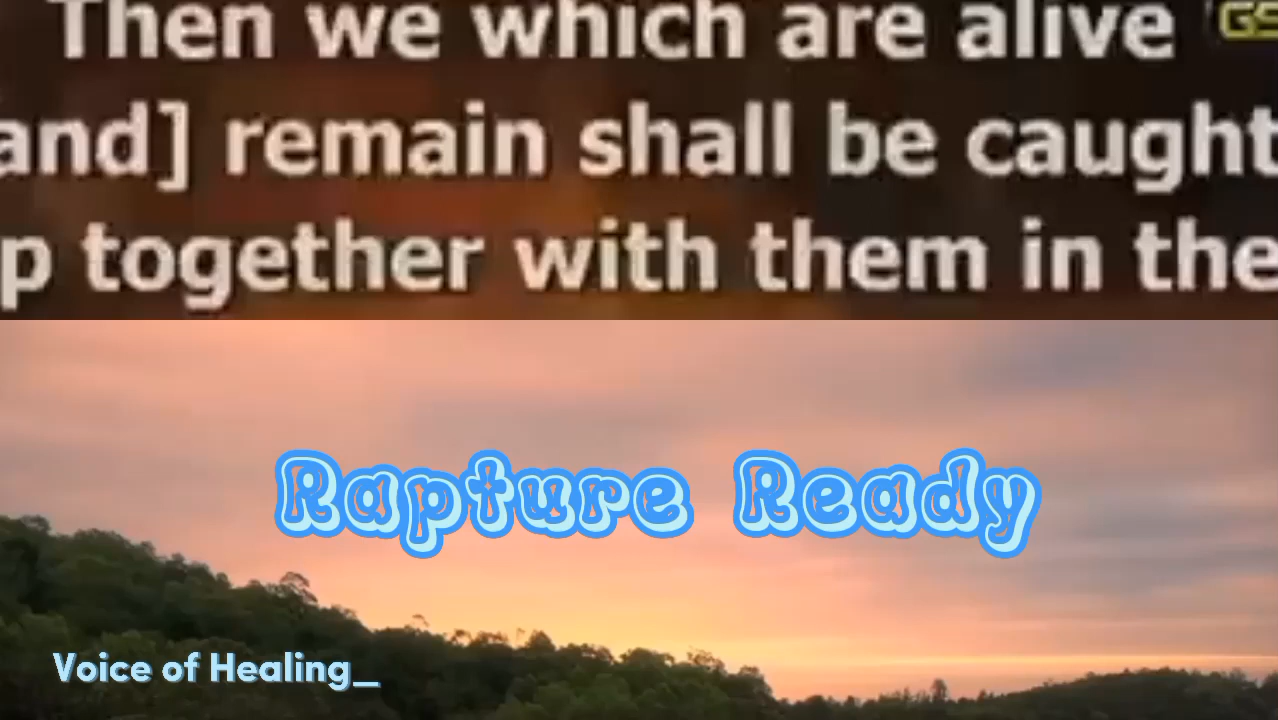 Then we which are alive GS
and] remain shall be caught
p together with them in the
Rapture Ready
Voice of Healing_